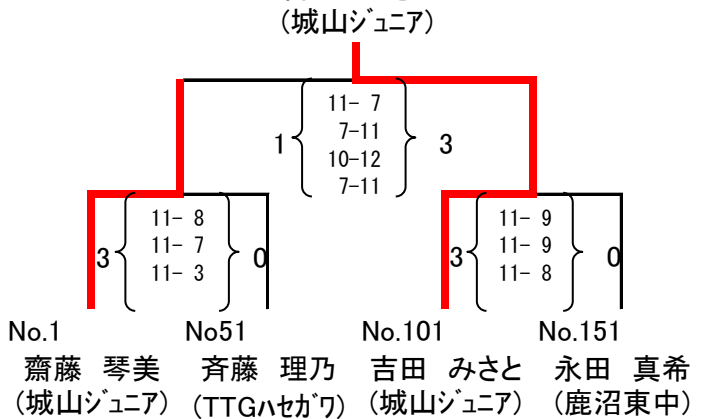 (城山ジュニア)
11- 7
7-11
1 10-12 3
7-11
11- 8
11- 7
3 11- 3 0
11- 9
11- 9
3 11- 8 0
No.1 No51 No.101 No.151
齋藤 琴美 斉藤 理乃 吉田 みさと 永田 真希
(城山ジュニア) (TTGハセガワ) (城山ジュニア) (鹿沼東中)